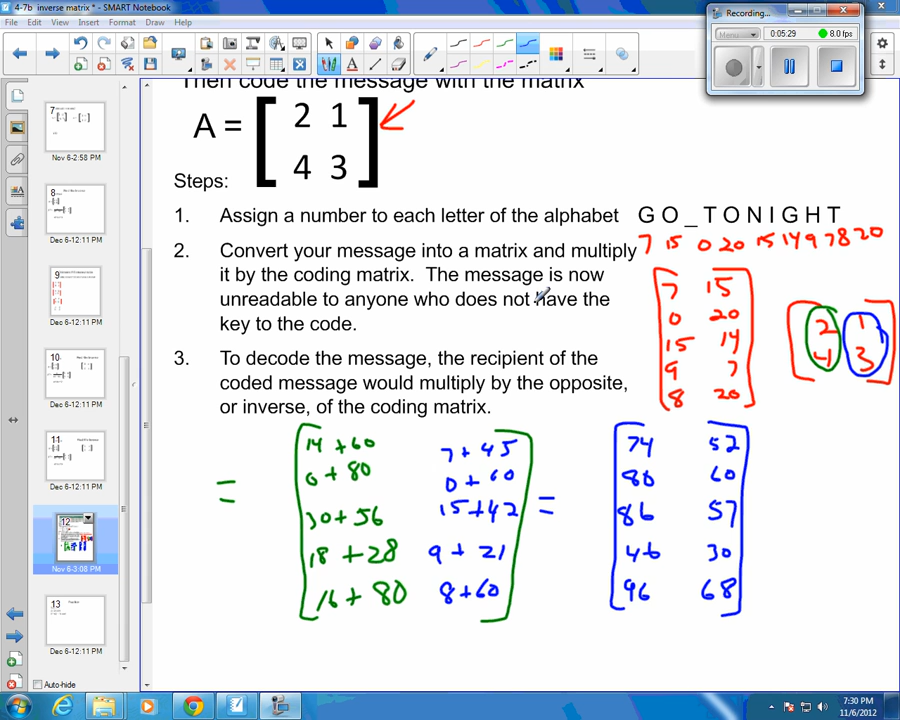 4-7b inverse matrix * - SMART Notebook
File Edit View Insert Format Draw Help
Recording...
Menu
0:05:29
8.0 fps
Then code the message with the matrix
A = [ 2 1
4 3 ]
Steps:
1. Assign a number to each letter of the alphabet
G O _ T O N I G H T
7 15 0 20 15 14 9 7 8 20
2. Convert your message into a matrix and multiply
it by the coding matrix. The message is now
unreadable to anyone who does not have the
key to the code.
3. To decode the message, the recipient of the
coded message would multiply by the opposite,
or inverse, of the coding matrix.
7 15
0 20
15 14
9 7
8 20
2 1
4 3
=
14 + 60 7 + 45
0 + 80 0 + 60
30 + 56 15 + 42
18 + 28 9 + 21
16 + 80 8 + 60
=
74 52
80 60
86 57
46 30
96 68
7
Nov 6-2:58 PM
8
Dec 6-12:11 PM
9
Dec 6-12:11 PM
10
Dec 6-12:11 PM
11
Dec 6-12:11 PM
12
Nov 6-3:08 PM
13
Dec 6-12:11 PM
Auto-hide
7:30 PM
11/6/2012